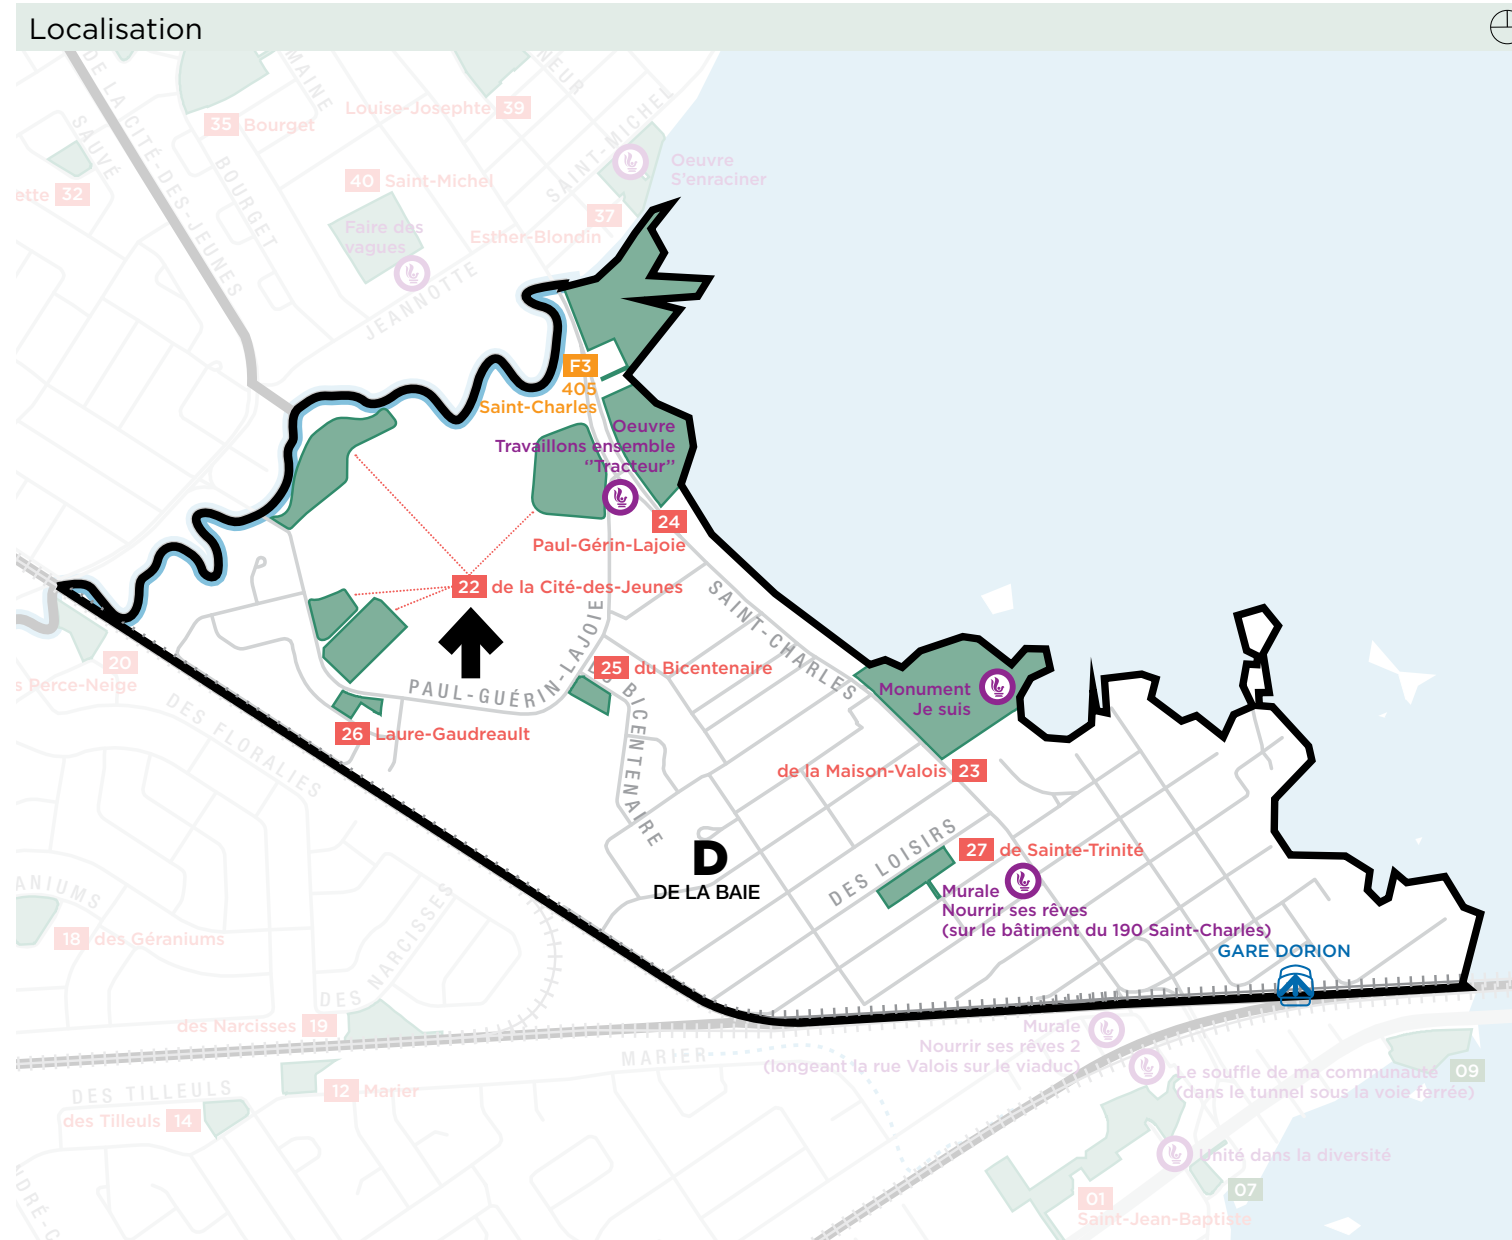 Localisation
DE LA CITÉ-DES-JEUNES
SAUVÉ
MAINE
NEUR
Louise-Josephte 39
35 Bourget
BOURGET
SAINT-MICHEL
Oeuvre
S'enraciner
40 Saint-Michel
ette 32
37
Esther-Blondin
Faire des
vagues
JEANNOTTE
F3
405
Saint-Charles
Oeuvre
Travaillons ensemble
''Tracteur''
24
Paul-Gérin-Lajoie
22 de la Cité-des-Jeunes
SAINT-CHARLES
20
s Perce-Neige
25 du Bicentenaire
PAUL-GUÉRIN-LAJOIE
BICENTENAIRE
Monument
Je suis
DES FLORALIES
26 Laure-Gaudreault
de la Maison-Valois 23
D
DE LA BAIE
DES LOISIRS
27 de Sainte-Trinité
Murale
Nourrir ses rêves
(sur le bâtiment du 190 Saint-Charles)
ANIUMS
18 des Géraniums
DES NARCISSES
GARE DORION
des Narcisses 19
MARIER
Murale
Nourrir ses rêves 2
(longeant la rue Valois sur le viaduc)
Le souffle de ma communauté 09
(dans le tunnel sous la voie ferrée)
DES TILLEULS
12 Marier
des Tilleuls 14
Unité dans la diversité
07
01
Saint-Jean-Baptiste
DRÉ-C